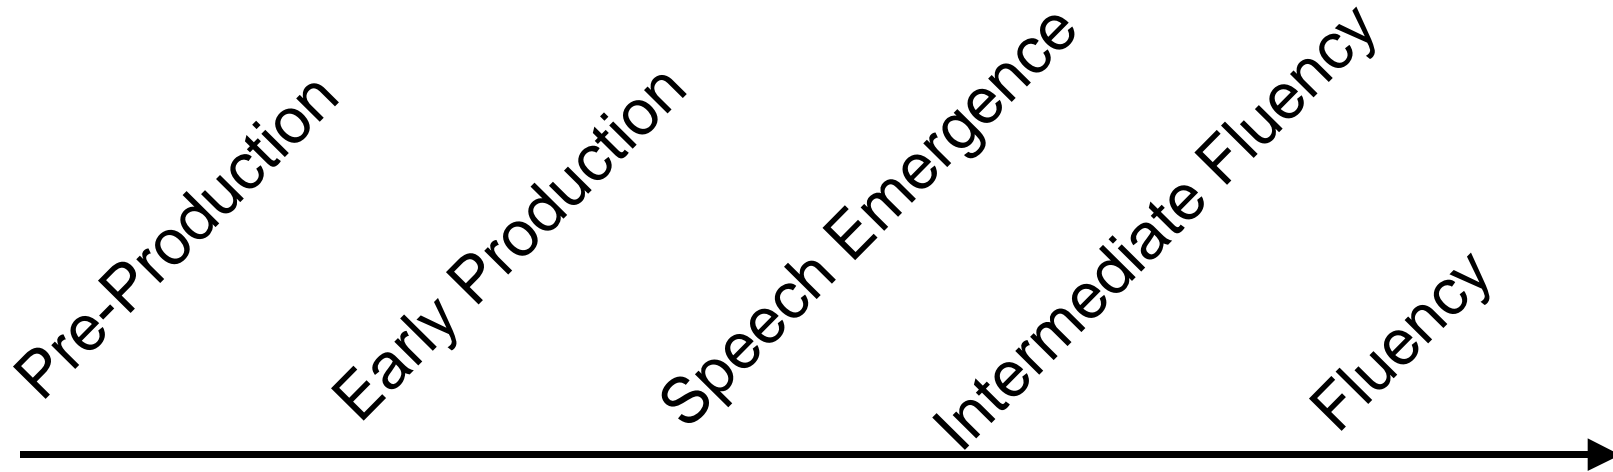 Pre-Production
Early Production
Speech Emergence
Intermediate Fluency
Fluency